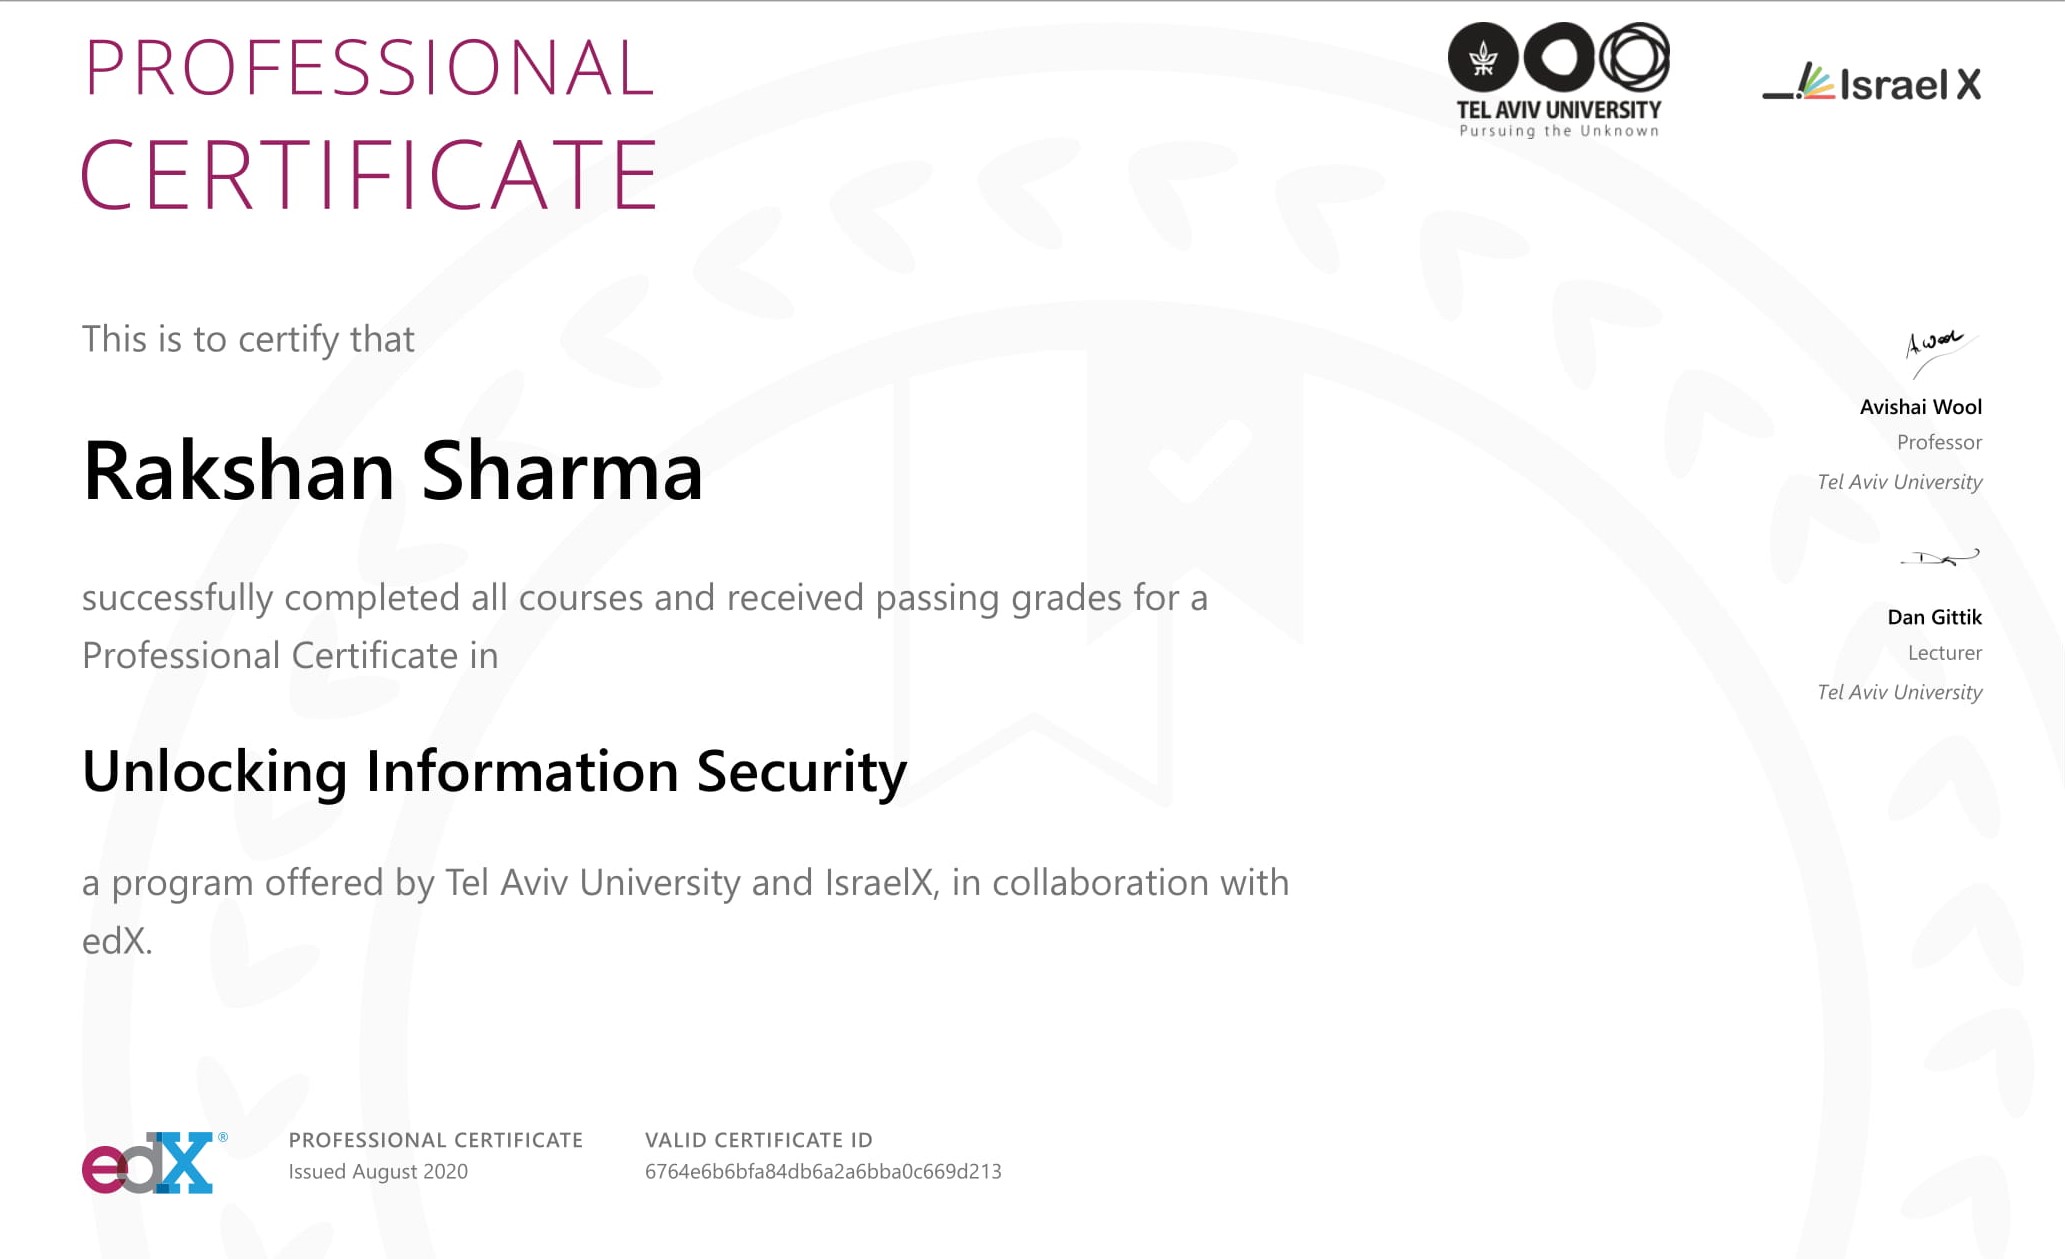 PROFESSIONAL
CERTIFICATE
TEL AVIV UNIVERSITY
Pursuing the Unknown
Israel X
This is to certify that
Rakshan Sharma
successfully completed all courses and received passing grades for a
Professional Certificate in
Unlocking Information Security
a program offered by Tel Aviv University and IsraelX, in collaboration with
edX.
A Wool
Avishai Wool
Professor
Tel Aviv University
Dan Gittik
Lecturer
Tel Aviv University
edX®
PROFESSIONAL CERTIFICATE
Issued August 2020
VALID CERTIFICATE ID
6764e6b6bfa84db6a2a6bba0c669d213